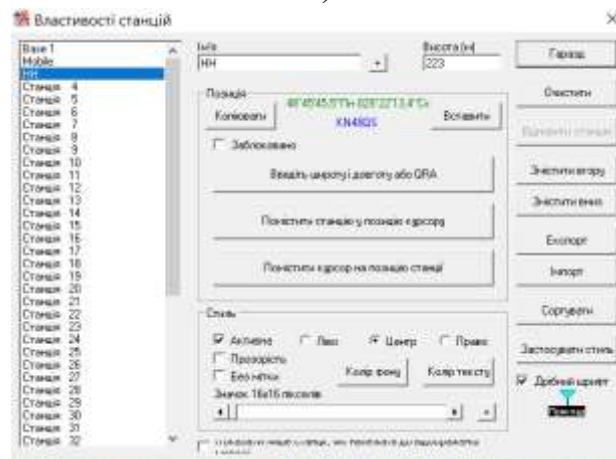 Властивості станцій
Base 1
Mobile
HH
Станція 4
Станція 5
Станція 6
Станція 7
Станція 8
Станція 9
Станція 10
Станція 11
Станція 12
Станція 13
Станція 14
Станція 15
Станція 16
Станція 17
Станція 18
Станція 19
Станція 20
Станція 21
Станція 22
Станція 23
Станція 24
Станція 25
Станція 26
Станція 27
Станція 28
Станція 29
Станція 30
Станція 31
Станція 32
Ім'я
HH
+
Висота (м)
223
Позиція
Копіювати
Вставити
Заблоковано
Введіть широту і довготу або QRA
Помістити станцію у позицію курсору
Помістити курсор на позицію станції
Стиль
Активна
Ліво
Центр
Право
Прозорість
Без мітки
Колір фону
Колір тексту
Значок 16x16 пікселів
+
Гаразд
Очистити
Відмінити
Змістити вгору
Змістити вниз
Експорт
Імпорт
Сортувати
Застосувати стиль
Дрібний шрифт